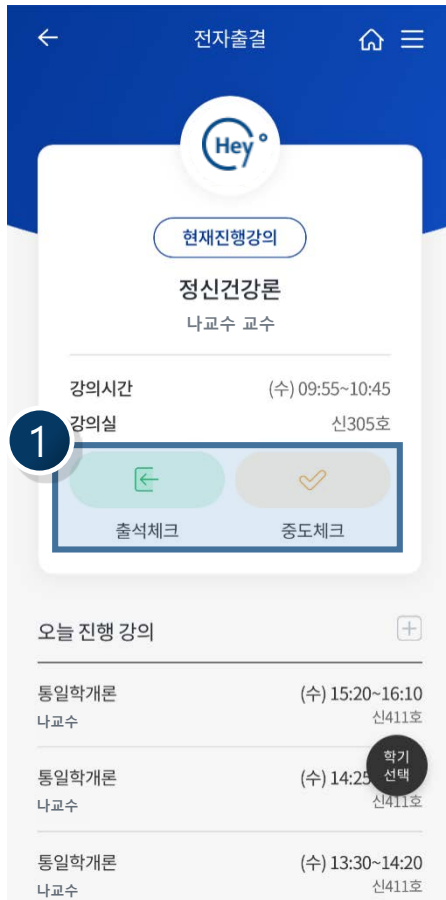 전자출결
Hey
현재진행강의
정신건강론
나교수 교수
강의시간 (수) 09:55~10:45
강의실 신305호
1
출석체크 중도체크
오늘 진행 강의
통일학개론 (수) 15:20~16:10
나교수 신411호
학기
선택
통일학개론 (수) 14:25
나교수 신411호
통일학개론 (수) 13:30~14:20
나교수 신411호